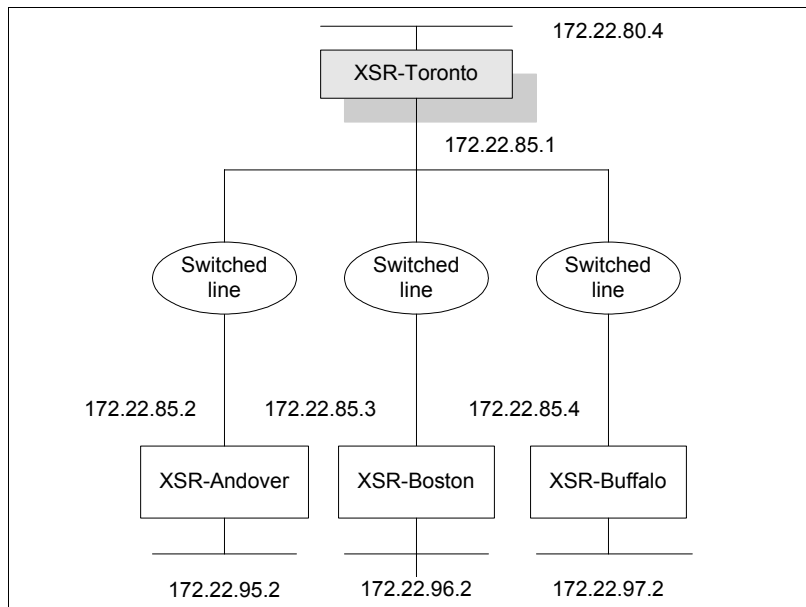 172.22.80.4
XSR-Toronto
172.22.85.1
Switched
line
Switched
line
Switched
line
172.22.85.2
172.22.85.3
172.22.85.4
XSR-Andover
XSR-Boston
XSR-Buffalo
172.22.95.2
172.22.96.2
172.22.97.2